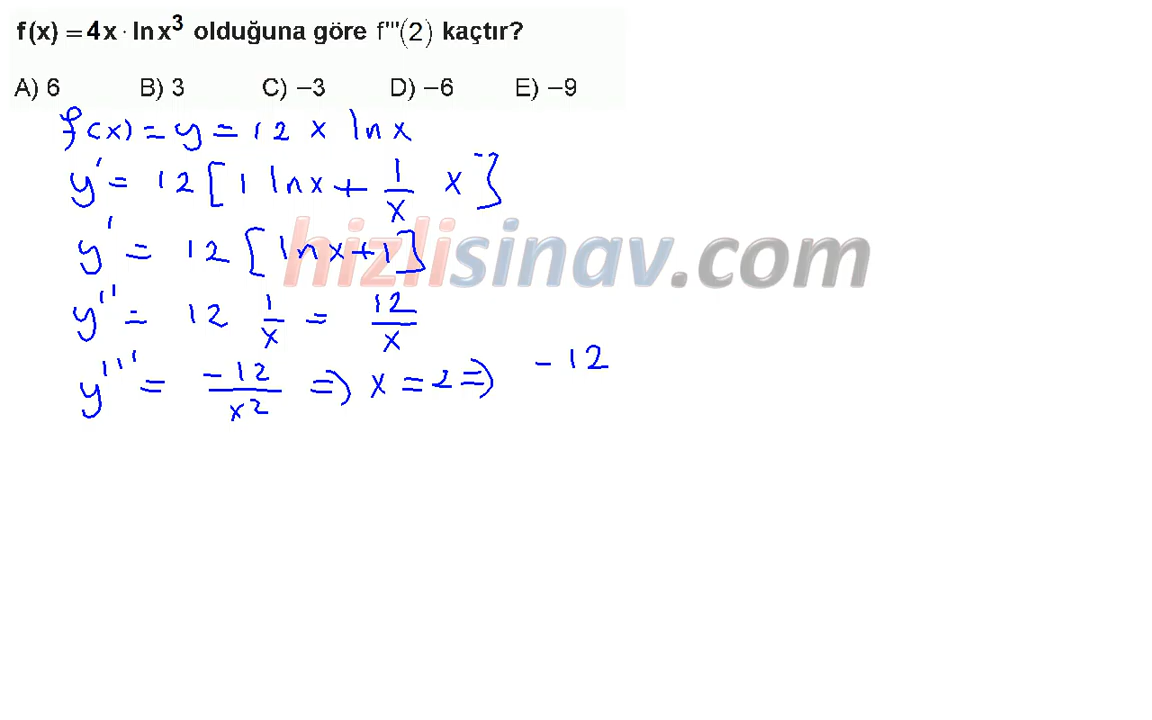 f(x) = 4x · ln x³ olduğuna göre f'''(2) kaçtır?
A) 6 B) 3 C) −3 D) −6 E) −9
f(x) = y = 12 x ln x
y' = 12 [ 1 ln x + 1/x x ]
y' = 12 [ ln x + 1 ]
hizlisinav.com
y'' = 12 1/x = 12/x
y''' = -12/x² ⇒ x = 2 ⇒ -12